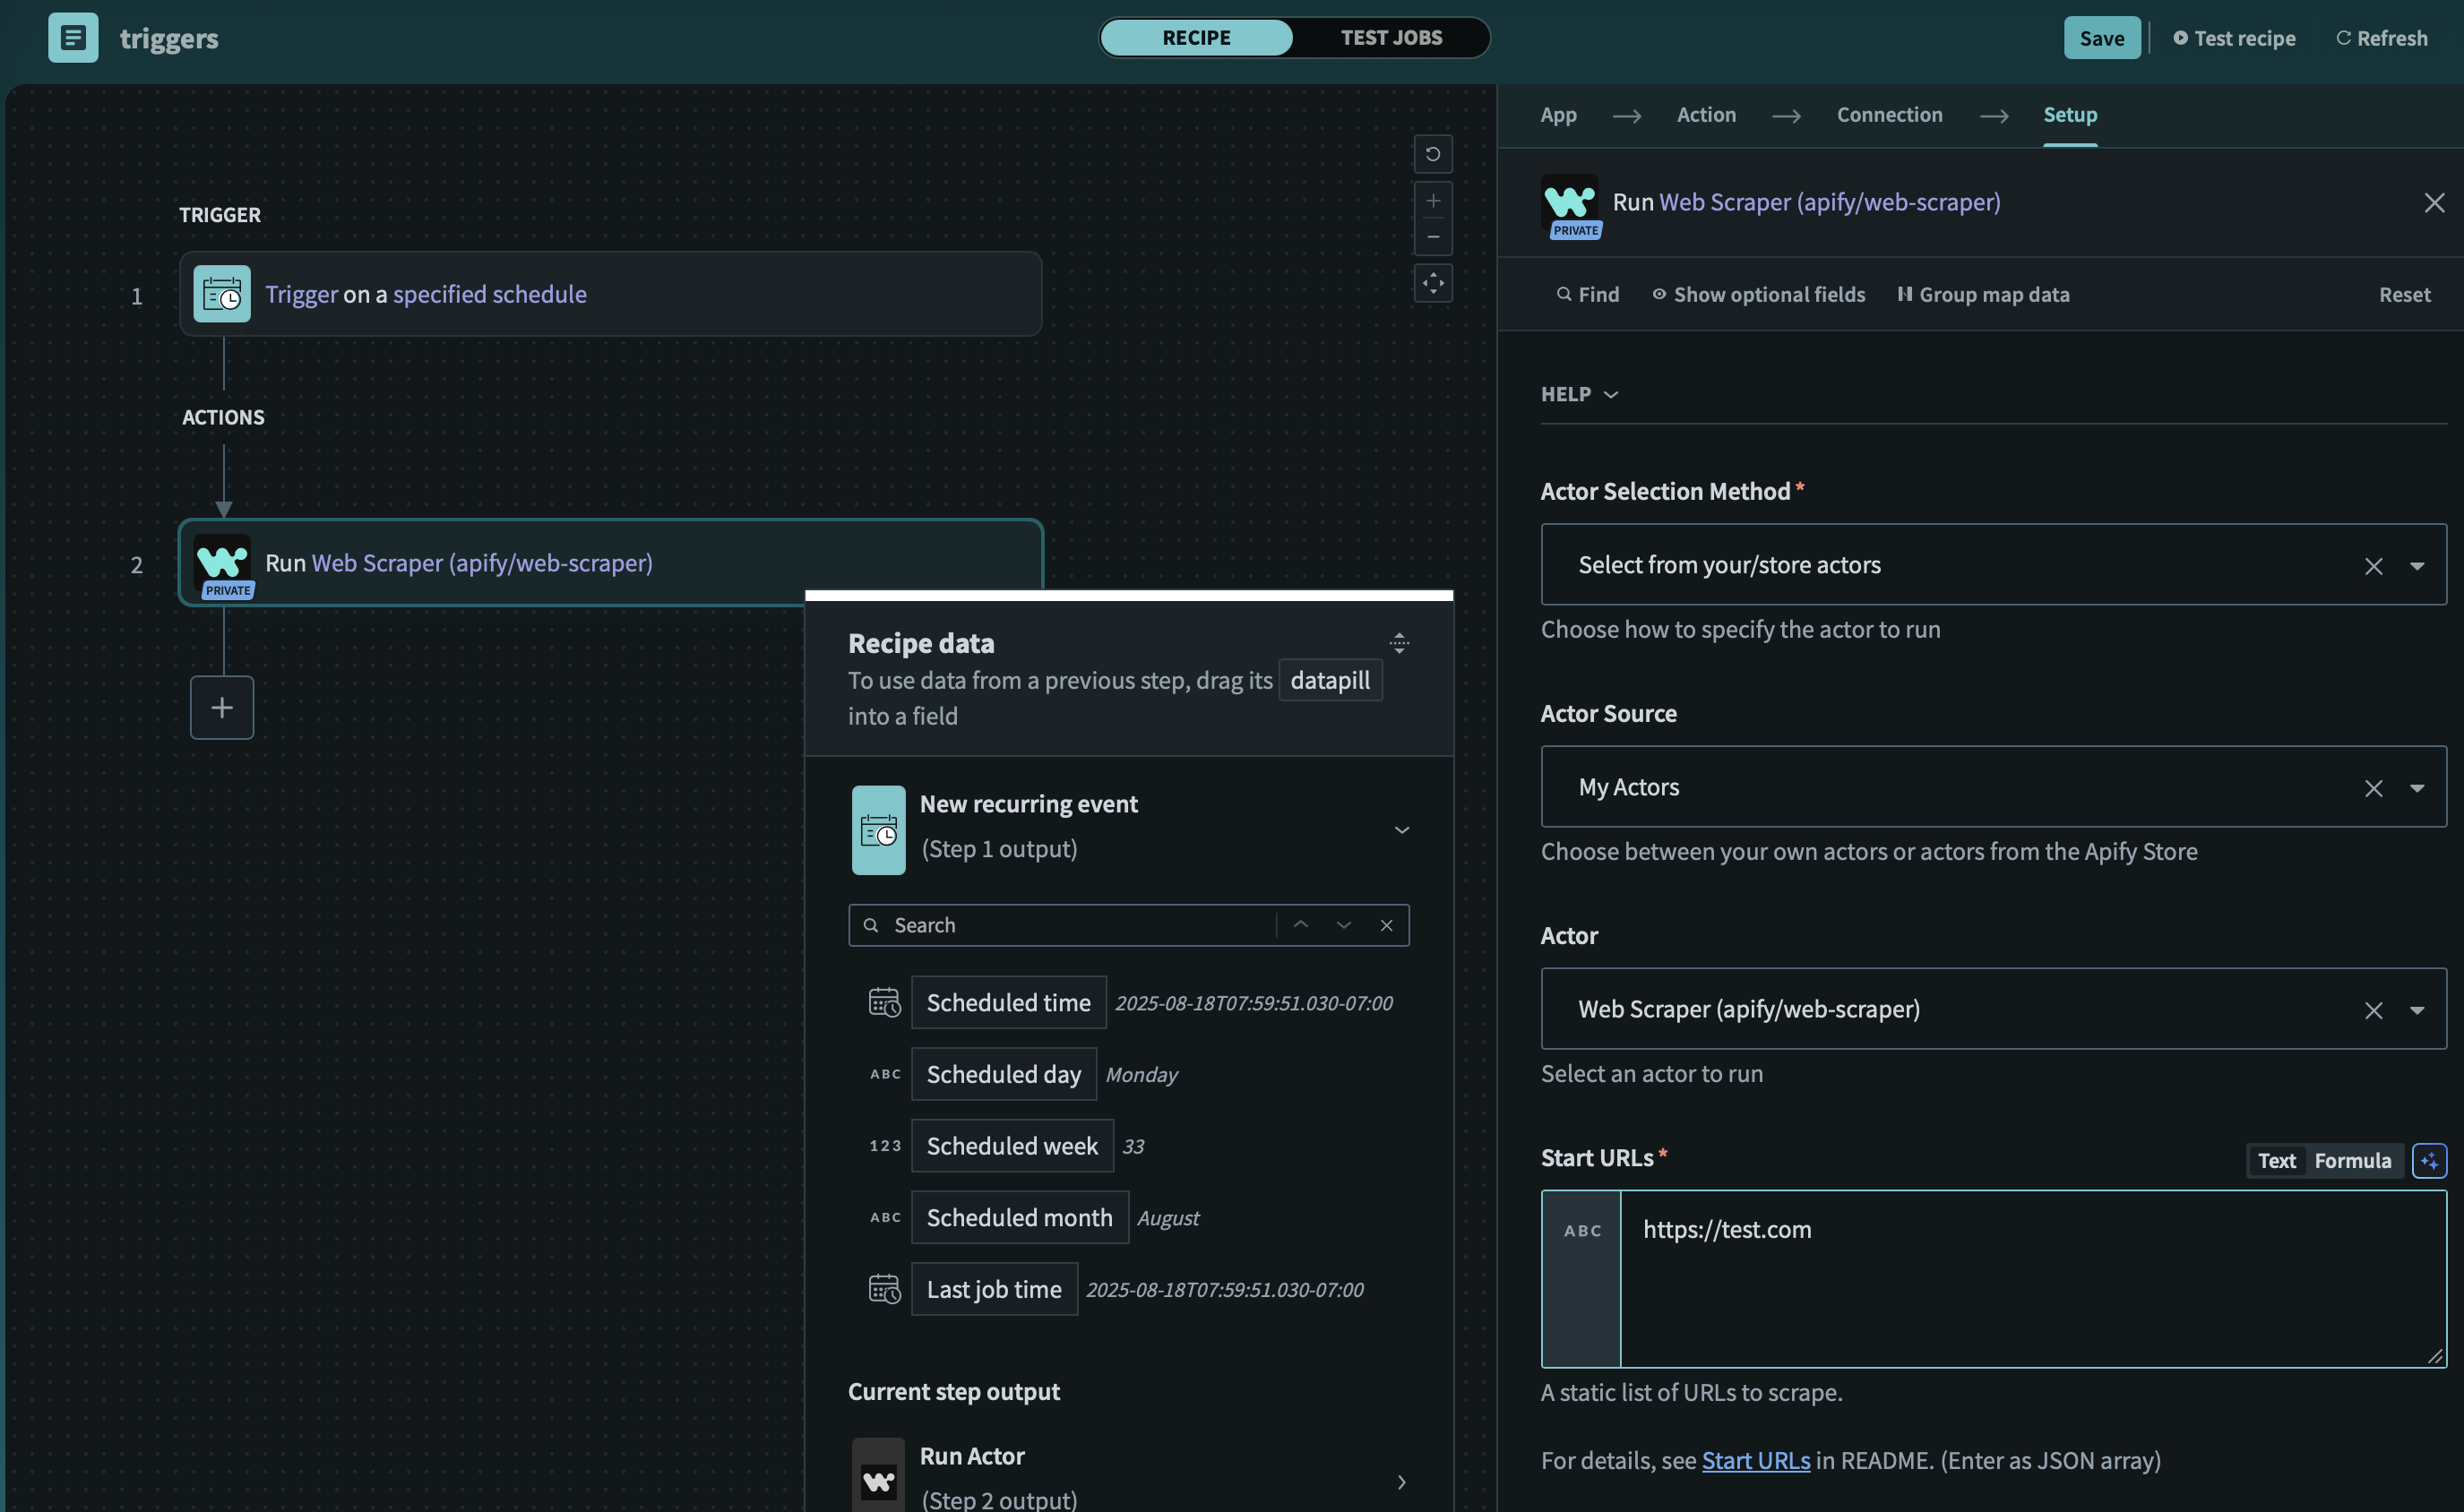 triggers
RECIPE
TEST JOBS
Save
Test recipe
Refresh
TRIGGER
1
Trigger on a specified schedule
ACTIONS
2
Run Web Scraper (apify/web-scraper)
PRIVATE
Recipe data
To use data from a previous step, drag its datapill
into a field
New recurring event
(Step 1 output)
Search
Scheduled time 2025-08-18T07:59:51.030-07:00
ABC Scheduled day Monday
123 Scheduled week 33
ABC Scheduled month August
Last job time 2025-08-18T07:59:51.030-07:00
Current step output
Run Actor
(Step 2 output)
App
Action
Connection
Setup
Run Web Scraper (apify/web-scraper)
PRIVATE
Find
Show optional fields
Group map data
Reset
HELP
Actor Selection Method*
Select from your/store actors
Choose how to specify the actor to run
Actor Source
My Actors
Choose between your own actors or actors from the Apify Store
Actor
Web Scraper (apify/web-scraper)
Select an actor to run
Start URLs*
Text
Formula
ABC
https://test.com
A static list of URLs to scrape.
For details, see Start URLs in README. (Enter as JSON array)